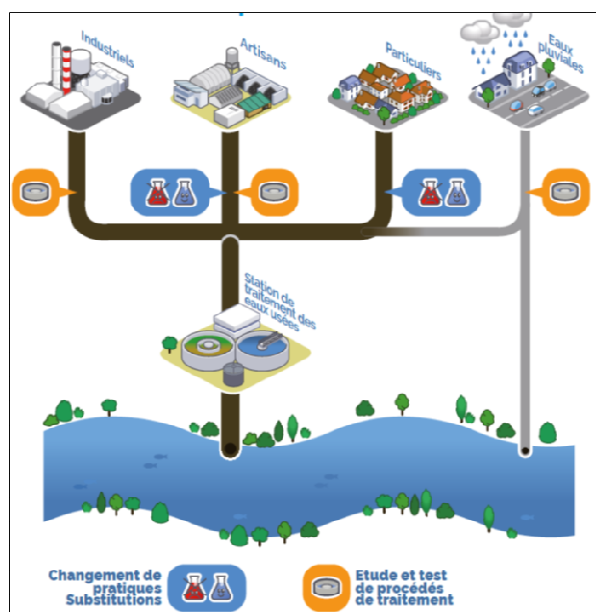 Industriels
Artisans
Particuliers
Eaux
pluviales
Station de
traitement des
eaux usées
Changement de
pratiques
Substitutions
Etude et test
de procédés
de traitement